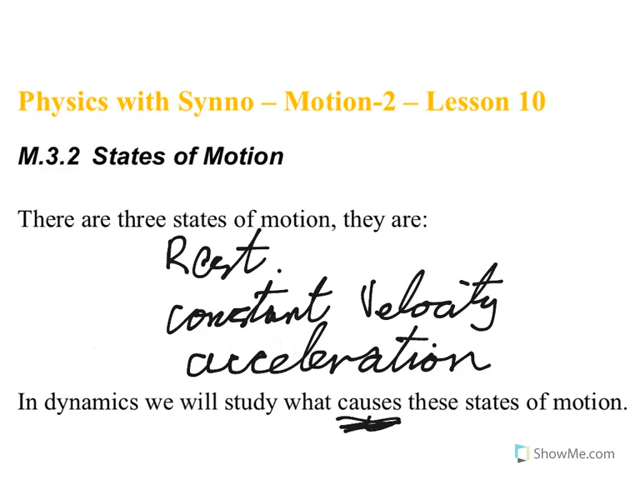 Physics with Synno – Motion-2 – Lesson 10
M.3.2 States of Motion
There are three states of motion, they are:
Rest.
constant Velocity
acceleration
In dynamics we will study what causes these states of motion.
ShowMe.com